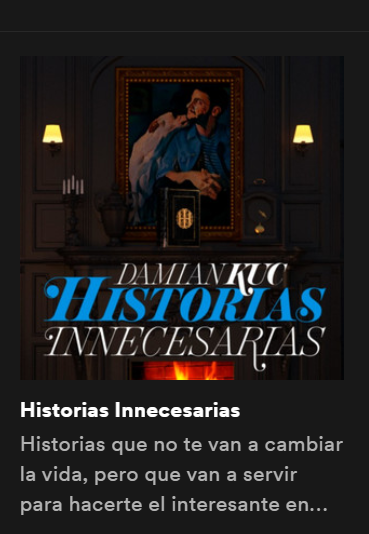 DAMIAN KUC
HISTORIAS
INNECESARIAS
Historias Innecesarias
Historias que no te van a cambiar
la vida, pero que van a servir
para hacerte el interesante en...